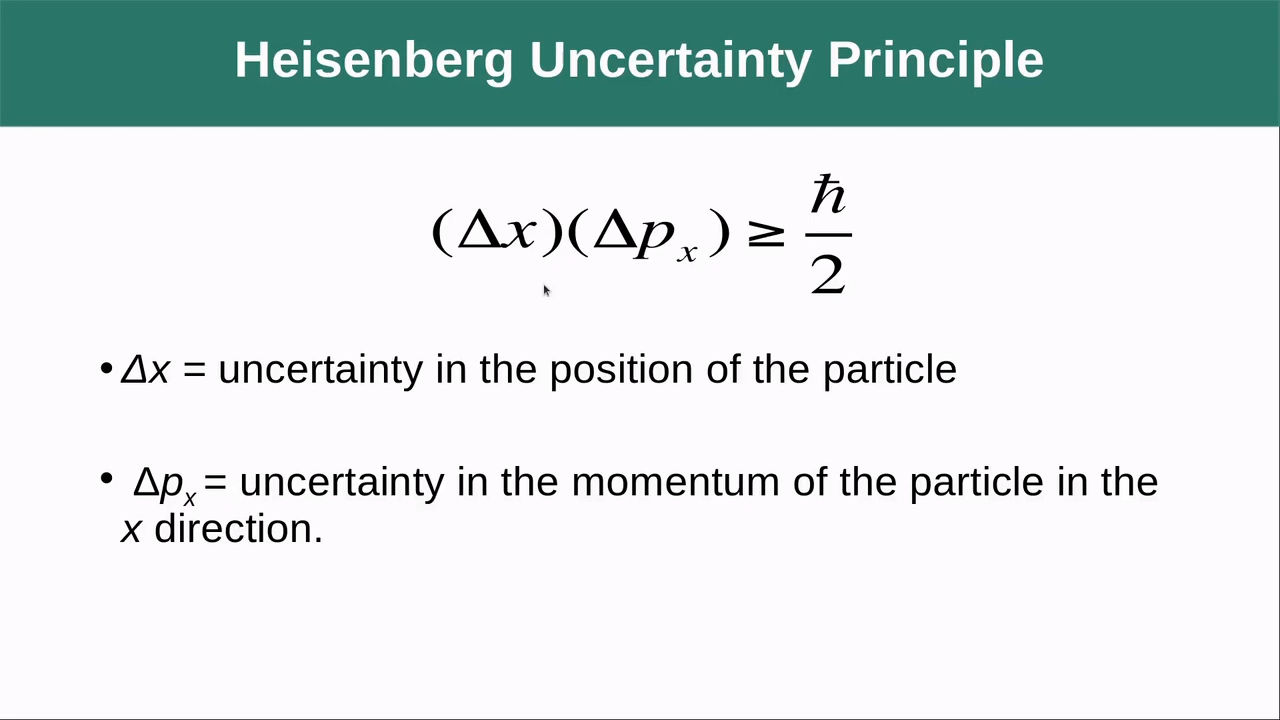 Heisenberg Uncertainty Principle
(Δx)(Δpₓ) ≥ ħ/2
• Δx = uncertainty in the position of the particle
• Δpₓ = uncertainty in the momentum of the particle in the
x direction.